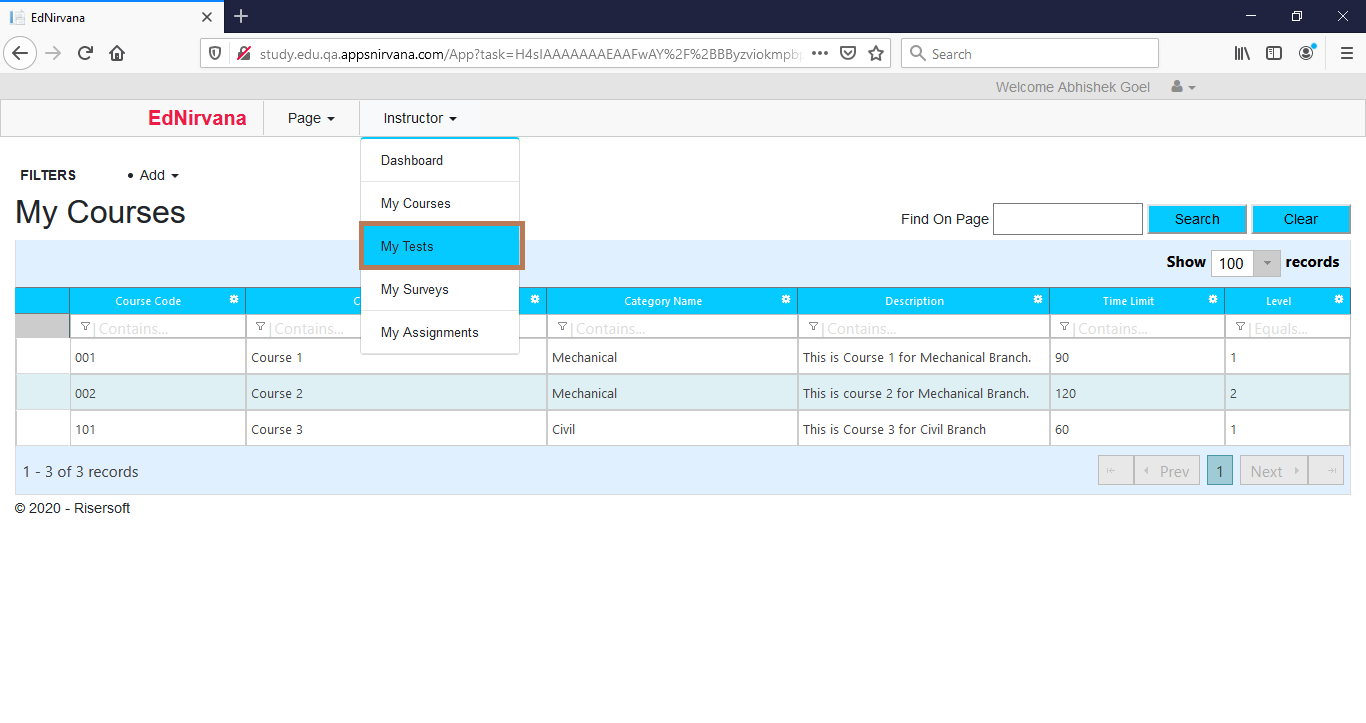 EdNirvana
study.edu.qa.appsnirvana.com/App?task=H4sIAAAAAAAEAAFwAY%2F%2BBByzviokmpb
Search
Welcome Abhishek Goel
EdNirvana Page Instructor
Dashboard
My Courses
My Tests
My Surveys
My Assignments
FILTERS • Add
My Courses
Find On Page Search Clear
Show 100 records
Course Code C Category Name Description Time Limit Level
Contains... Contains... Contains... Contains... Contains... Equals...
001 Course 1 Mechanical This is Course 1 for Mechanical Branch. 90 1
002 Course 2 Mechanical This is course 2 for Mechanical Branch. 120 2
101 Course 3 Civil This is Course 3 for Civil Branch 60 1
1 - 3 of 3 records Prev 1 Next
© 2020 - Risersoft